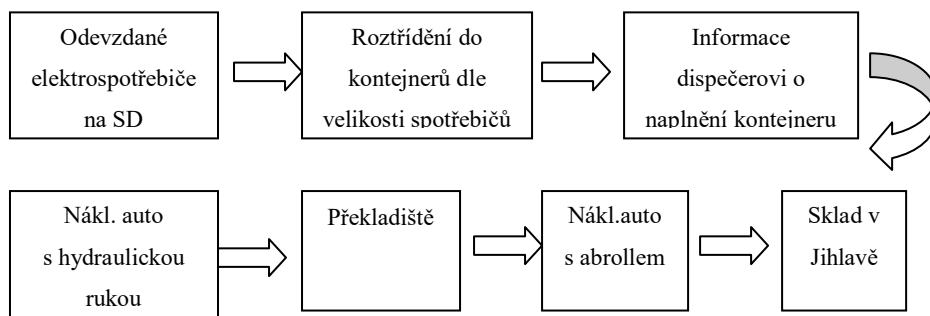 Odevzdané
elektrospotřebiče
na SD
Roztřídění do
kontejnerů dle
velikosti spotřebičů
Informace
dispečerovi o
naplnění kontejneru
Nákl. auto
s hydraulickou
rukou
Překladiště
Nákl.auto
s abrollem
Sklad v
Jihlavě